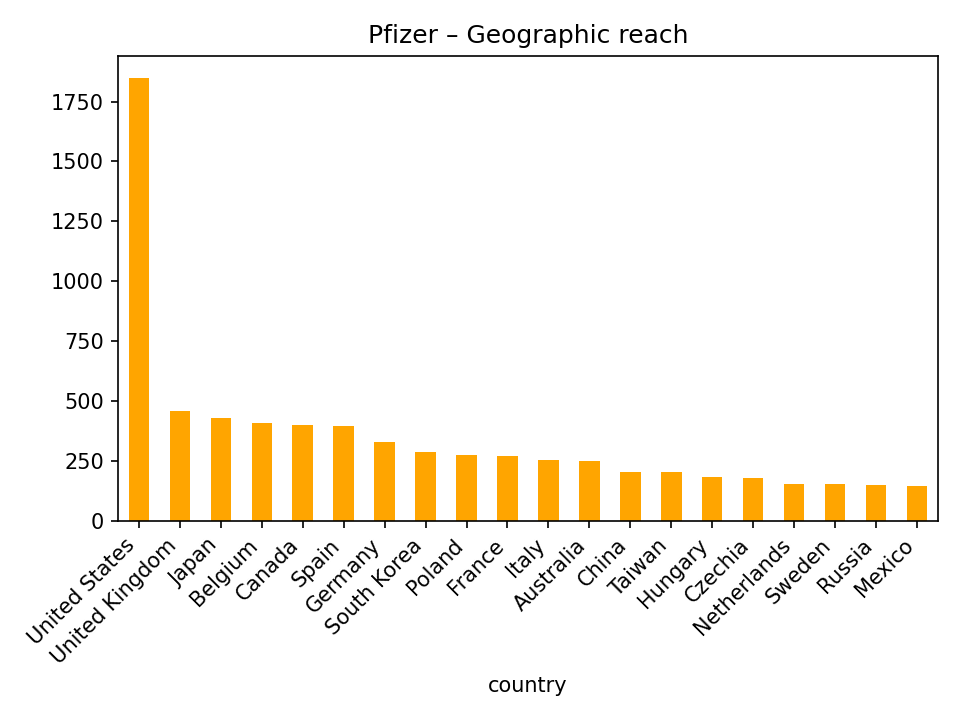 Pfizer – Geographic reach
1750
1500
1250
1000
750
500
250
0
United States
United Kingdom
Japan
Belgium
Canada
Spain
Germany
South Korea
Poland
France
Italy
Australia
China
Taiwan
Hungary
Czechia
Netherlands
Sweden
Russia
Mexico
country